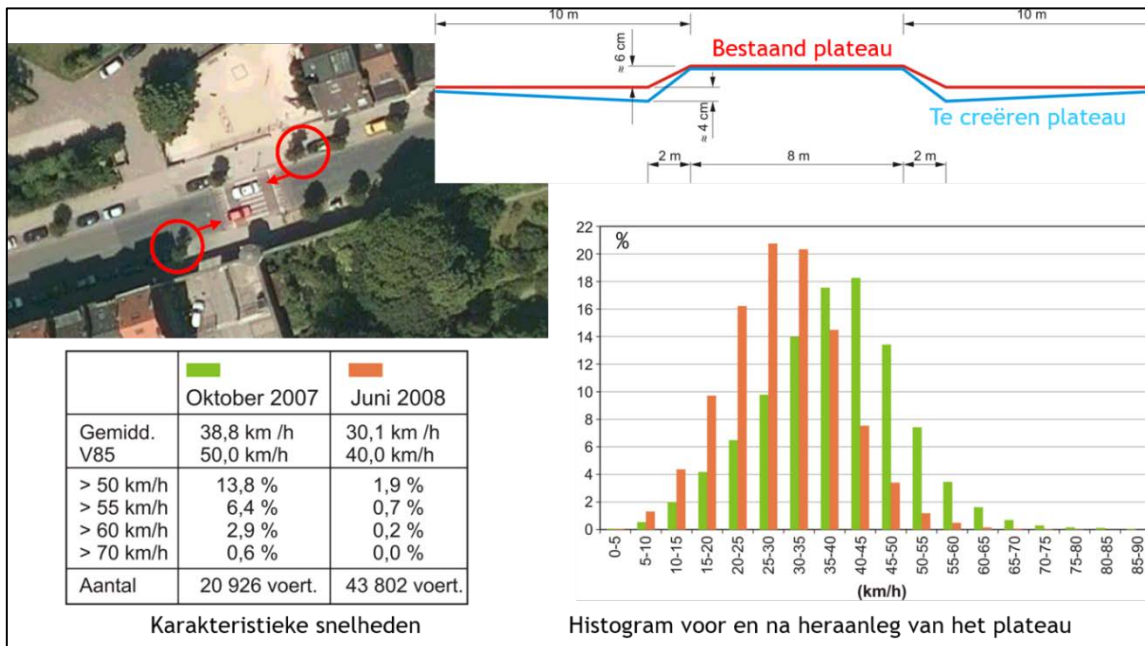 10 m
10 m
≈ 6 cm
Bestaand plateau
≈ 4 cm
Te creëren plateau
2 m
8 m
2 m
Oktober 2007
Juni 2008
Gemidd.
38,8 km /h
30,1 km /h
V85
50,0 km/h
40,0 km/h
> 50 km/h
13,8 %
1,9 %
> 55 km/h
6,4 %
0,7 %
> 60 km/h
2,9 %
0,2 %
> 70 km/h
0,6 %
0,0 %
Aantal
20 926 voert.
43 802 voert.
Karakteristieke snelheden
%
22
20
18
16
14
12
10
8
6
4
2
0
0-5
5-10
10-15
15-20
20-25
25-30
30-35
35-40
40-45
45-50
50-55
55-60
60-65
65-70
70-75
75-80
80-85
85-90
(km/h)
Histogram voor en na heraanleg van het plateau